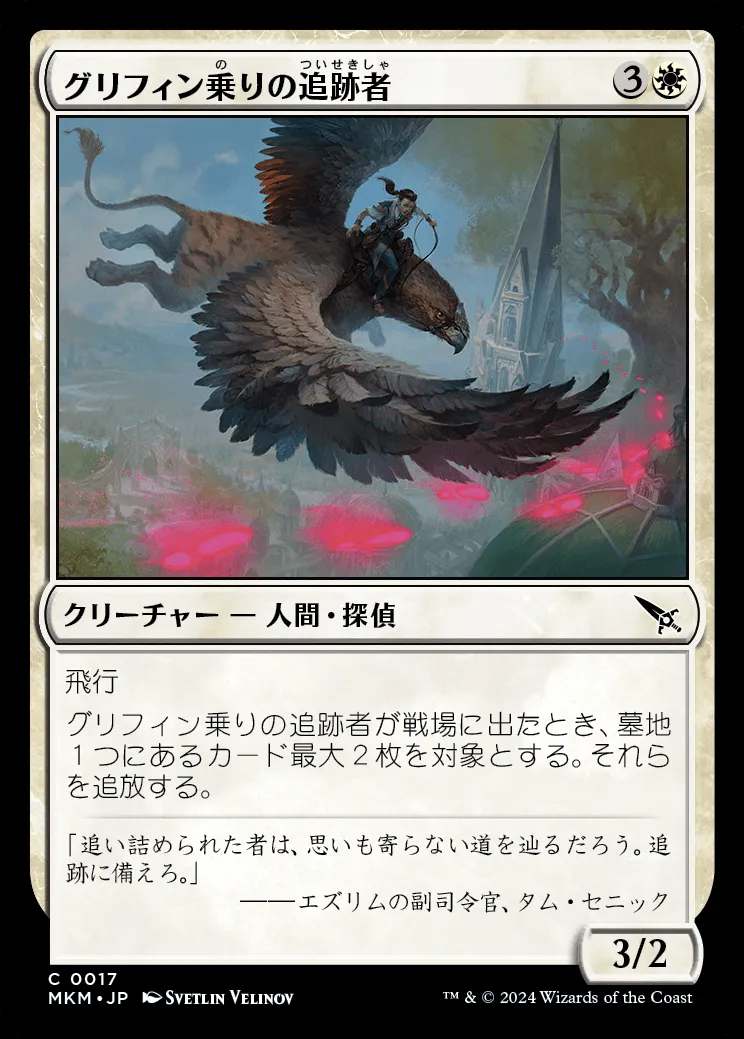 グリフィン乗りの追跡者
の
ついせきしゃ
3
クリーチャー — 人間・探偵
飛行
グリフィン乗りの追跡者が戦場に出たとき、墓地
１つにあるカード最大２枚を対象とする。それら
を追放する。
「追い詰められた者は、思いも寄らない道を辿るだろう。追
跡に備えろ。」
――エズリムの副司令官、タム・セニック
3/2
C 0017
MKM • JP Svetlin Velinov
™ & © 2024 Wizards of the Coast